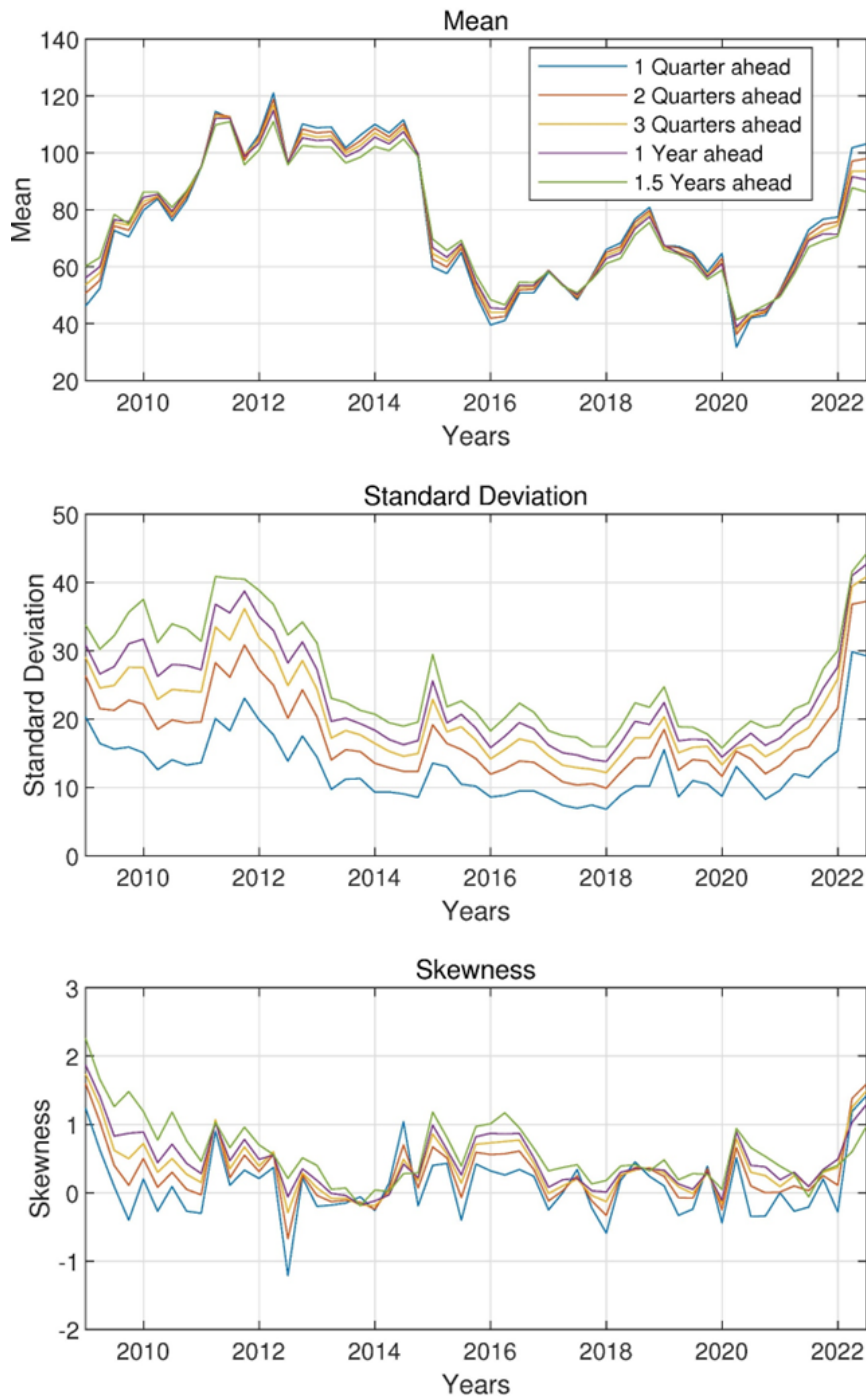 Mean
140
120
100
80
60
40
20
Mean
1 Quarter ahead
2 Quarters ahead
3 Quarters ahead
1 Year ahead
1.5 Years ahead
2010 2012 2014 2016 2018 2020 2022
Years
Standard Deviation
50
40
30
20
10
0
Standard Deviation
2010 2012 2014 2016 2018 2020 2022
Years
Skewness
3
2
1
0
-1
-2
Skewness
2010 2012 2014 2016 2018 2020 2022
Years